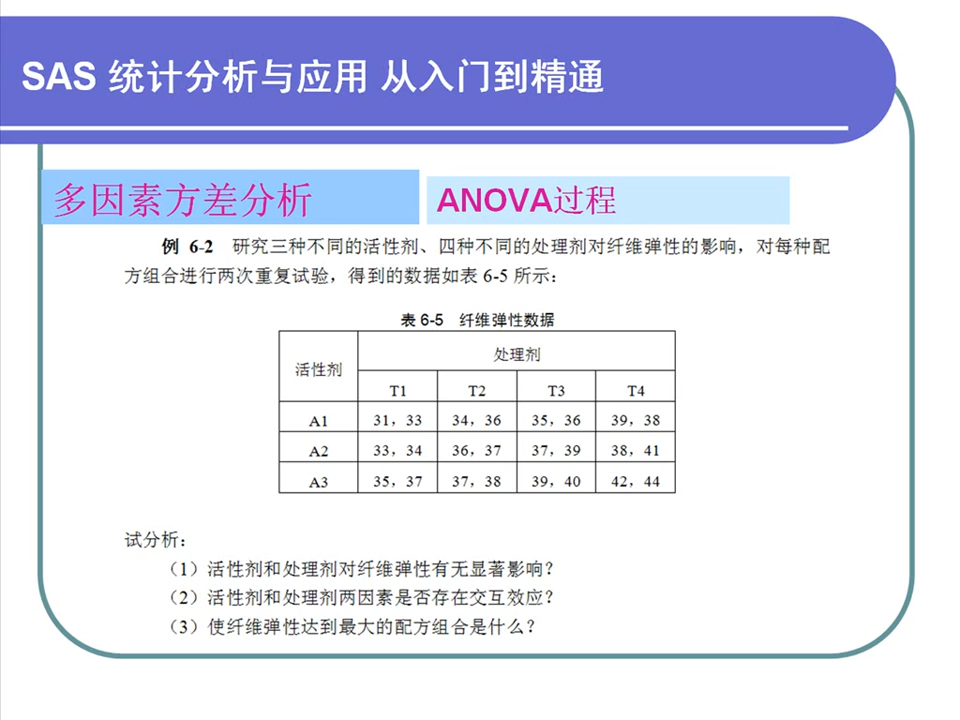 SAS 统计分析与应用 从入门到精通
多因素方差分析 ANOVA过程
例 6-2 研究三种不同的活性剂、四种不同的处理剂对纤维弹性的影响，对每种配
方组合进行两次重复试验，得到的数据如表 6-5 所示：
表 6-5 纤维弹性数据
活性剂 处理剂
T1 T2 T3 T4
A1 31，33 34，36 35，36 39，38
A2 33，34 36，37 37，39 38，41
A3 35，37 37，38 39，40 42，44
试分析：
（1）活性剂和处理剂对纤维弹性有无显著影响？
（2）活性剂和处理剂两因素是否存在交互效应？
（3）使纤维弹性达到最大的配方组合是什么？